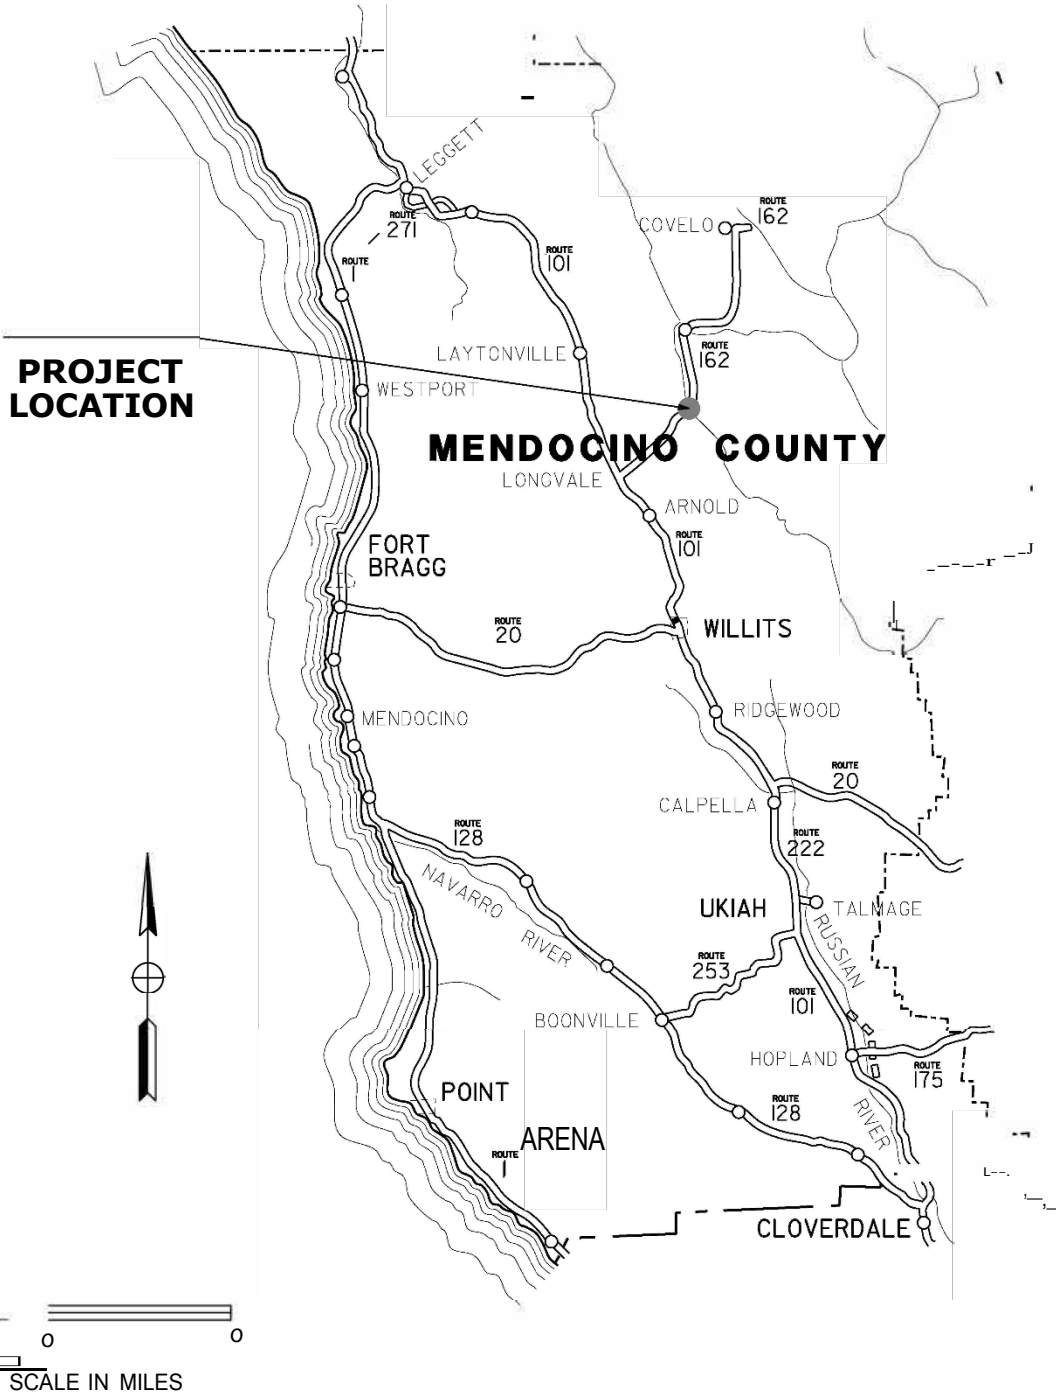 LEGGETT
ROUTE
271
ROUTE
1
ROUTE
101
COVELO
ROUTE
162
LAYTONVILLE
ROUTE
162
PROJECT
LOCATION
WESTPORT
MENDOCINO COUNTY
LONGVALE
ARNOLD
ROUTE
101
FORT
BRAGG
ROUTE
20
WILLITS
MENDOCINO
RIDGEWOOD
ROUTE
20
CALPELLA
ROUTE
128
ROUTE
222
NAVARRO
RIVER
UKIAH
TALMAGE
RUSSIAN
RIVER
ROUTE
253
ROUTE
101
BOONVILLE
HOPLAND
ROUTE
175
POINT
ARENA
ROUTE
128
ROUTE
1
CLOVERDALE
O O
SCALE IN MILES